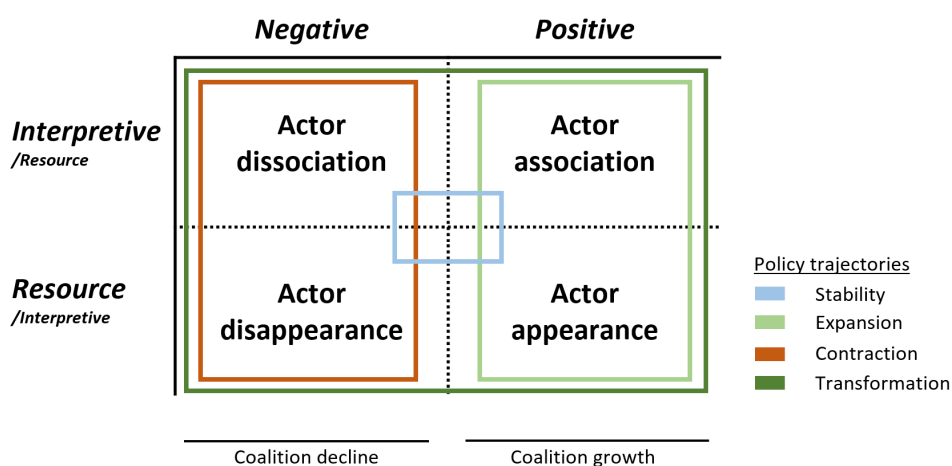 Negative
Positive
Interpretive
/Resource
Actor
dissociation
Actor
association
Resource
/Interpretive
Actor
disappearance
Actor
appearance
Policy trajectories
Stability
Expansion
Contraction
Transformation
Coalition decline
Coalition growth